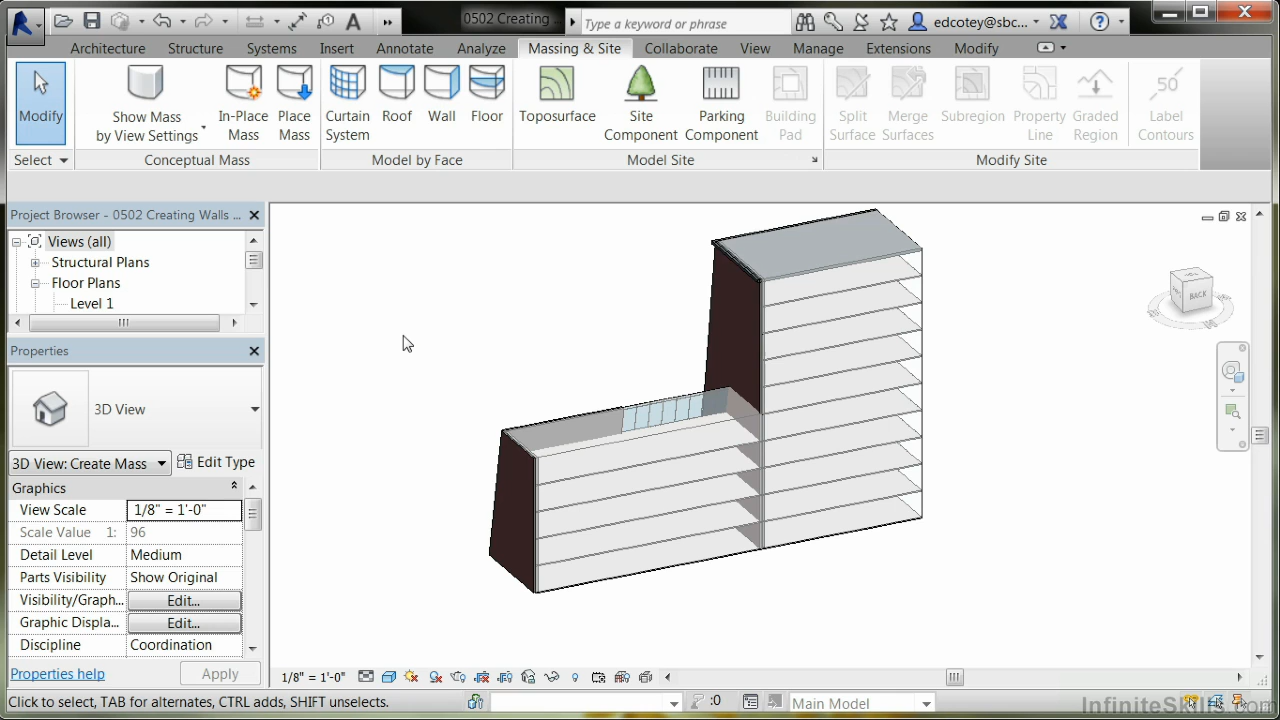 0502 Creating
Type a keyword or phrase
edcotey@sbc...
Architecture Structure Systems Insert Annotate Analyze Massing & Site Collaborate View Manage Extensions Modify
Modify
Show Mass
by View Settings
In-Place
Mass
Place
Mass
Curtain
System
Roof
Wall
Floor
Toposurface
Site
Component
Parking
Component
Building
Pad
Split
Surface
Merge
Surfaces
Subregion
Property
Line
Graded
Region
50
Label
Contours
Select
Conceptual Mass
Model by Face
Model Site
Modify Site
Project Browser - 0502 Creating Walls ...
Views (all)
Structural Plans
Floor Plans
Level 1
Properties
3D View
3D View: Create Mass
Edit Type
Graphics
View Scale 1/8" = 1'-0"
Scale Value 1: 96
Detail Level Medium
Parts Visibility Show Original
Visibility/Graph... Edit...
Graphic Displa... Edit...
Discipline Coordination
Properties help
Apply
BACK
1/8" = 1'-0"
Click to select, TAB for alternates, CTRL adds, SHIFT unselects.
:0
Main Model
InfiniteSkills.com